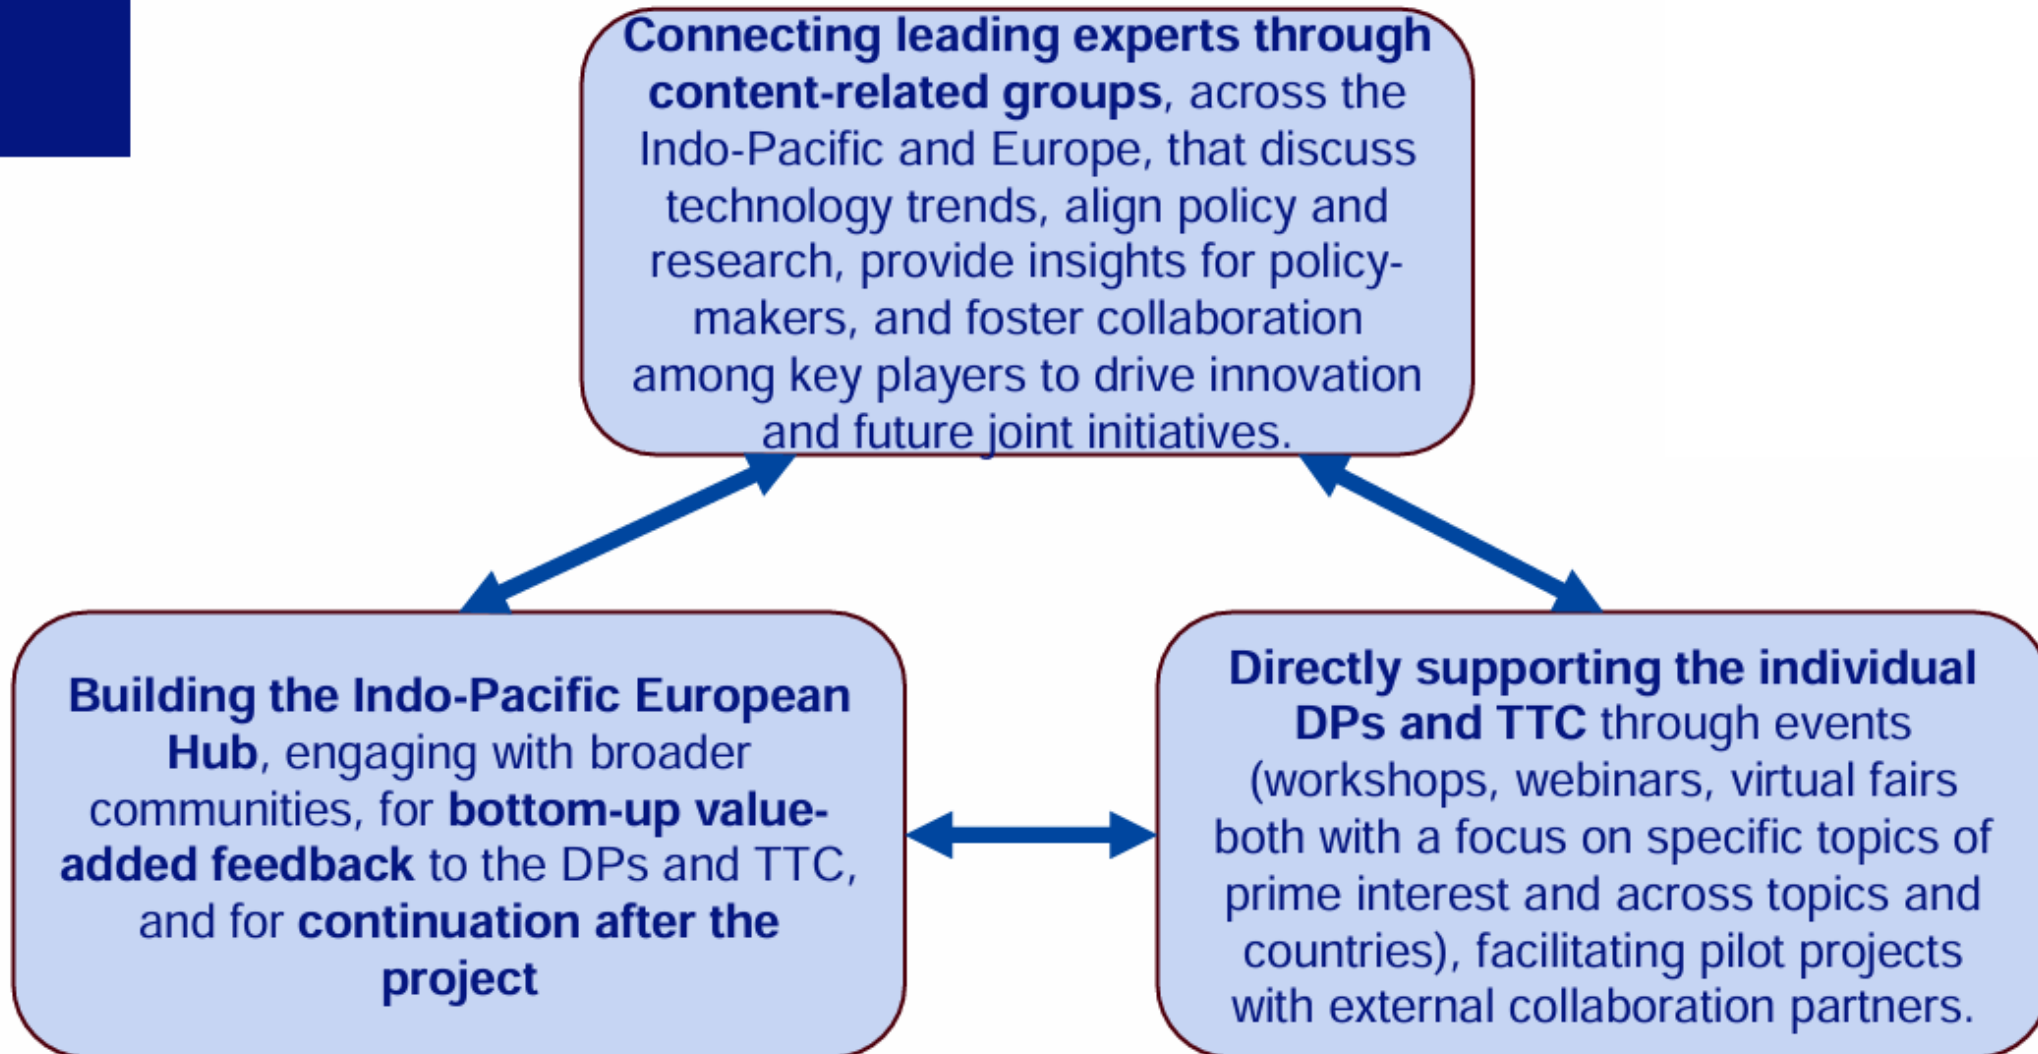 Connecting leading experts through
content-related groups, across the
Indo-Pacific and Europe, that discuss
technology trends, align policy and
research, provide insights for policy-
makers, and foster collaboration
among key players to drive innovation
and future joint initiatives.
Building the Indo-Pacific European
Hub, engaging with broader
communities, for bottom-up value-
added feedback to the DPs and TTC,
and for continuation after the
project
Directly supporting the individual
DPs and TTC through events
(workshops, webinars, virtual fairs
both with a focus on specific topics of
prime interest and across topics and
countries), facilitating pilot projects
with external collaboration partners.